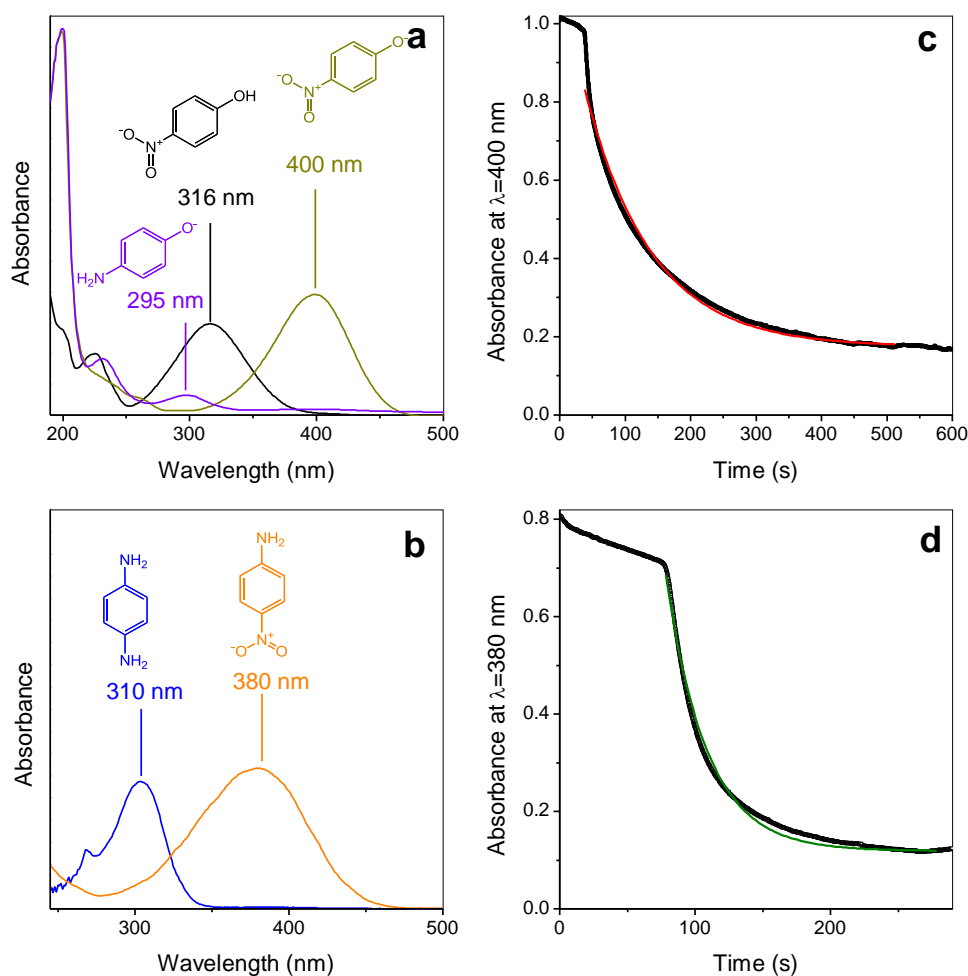 a
OH
O⁻
⁻O
N⁺
O
⁻O
N⁺
O
400 nm
316 nm
O⁻
H₂N
295 nm
Absorbance
200
300
400
500
Wavelength (nm)
c
Absorbance at λ=400 nm
1.0
0.8
0.6
0.4
0.2
0.0
0
100
200
300
400
500
600
Time (s)
b
NH₂
NH₂
NH₂
N⁺
⁻O
O
310 nm
380 nm
Absorbance
300
400
500
Wavelength (nm)
d
Absorbance at λ=380 nm
0.8
0.6
0.4
0.2
0.0
0
100
200
Time (s)